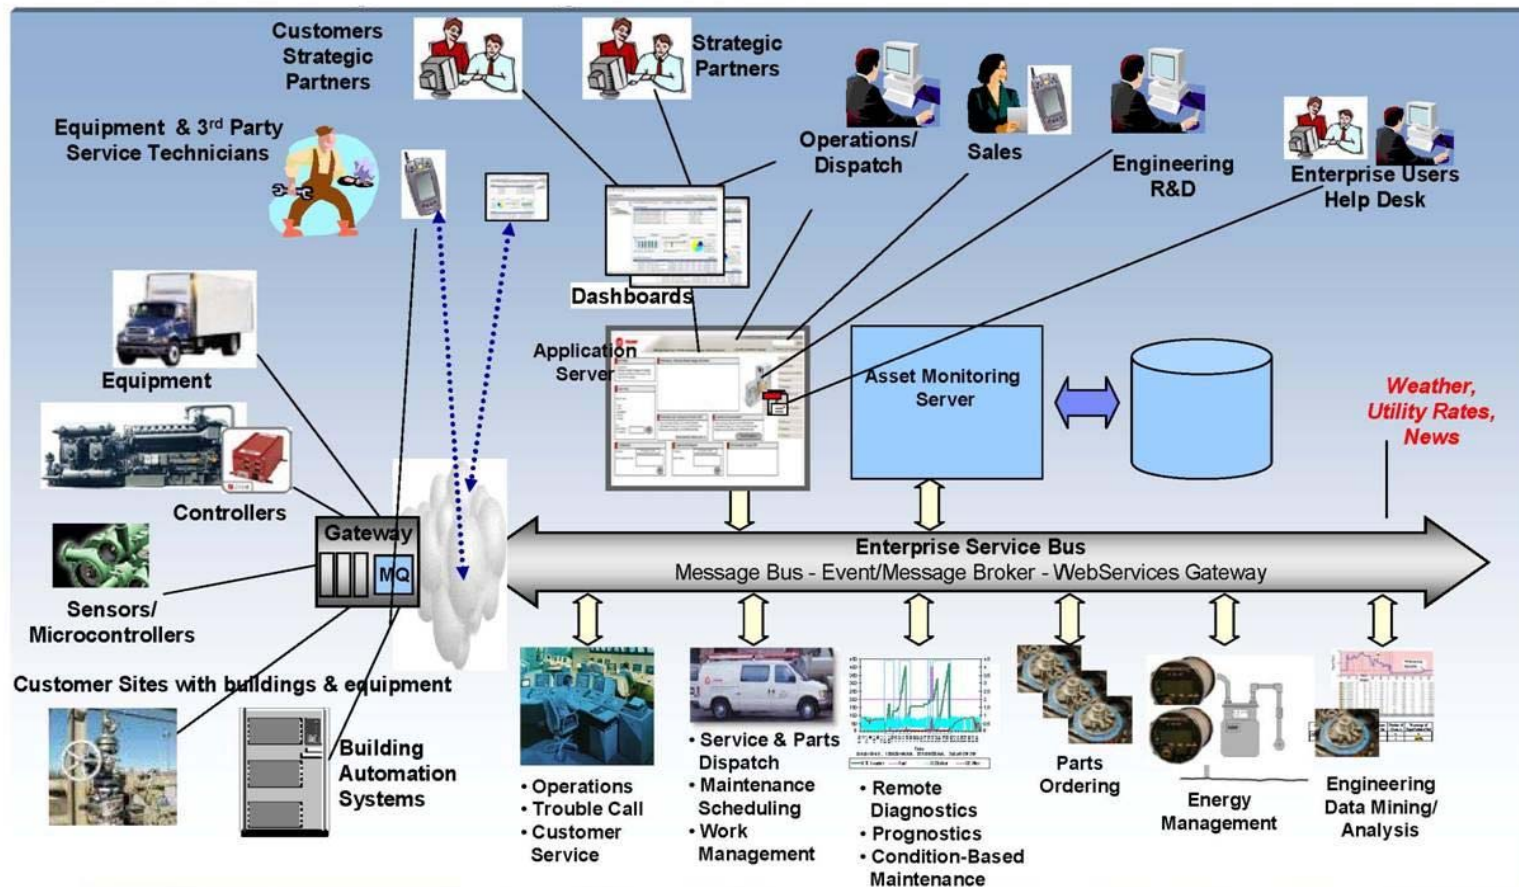 Customers
Strategic
Partners
Strategic
Partners
Equipment & 3rd Party
Service Technicians
Operations/
Dispatch
Sales
Engineering
R&D
Enterprise Users
Help Desk
Dashboards
Equipment
Application
Server
Asset Monitoring
Server
Weather,
Utility Rates,
News
Controllers
Gateway
MQ
Enterprise Service Bus
Message Bus - Event/Message Broker - WebServices Gateway
Sensors/
Microcontrollers
Customer Sites with buildings & equipment
Building
Automation
Systems
• Operations
• Trouble Call
• Customer
Service
• Service & Parts
Dispatch
• Maintenance
Scheduling
• Work
Management
• Remote
Diagnostics
• Prognostics
• Condition-Based
Maintenance
Parts
Ordering
Energy
Management
Engineering
Data Mining/
Analysis